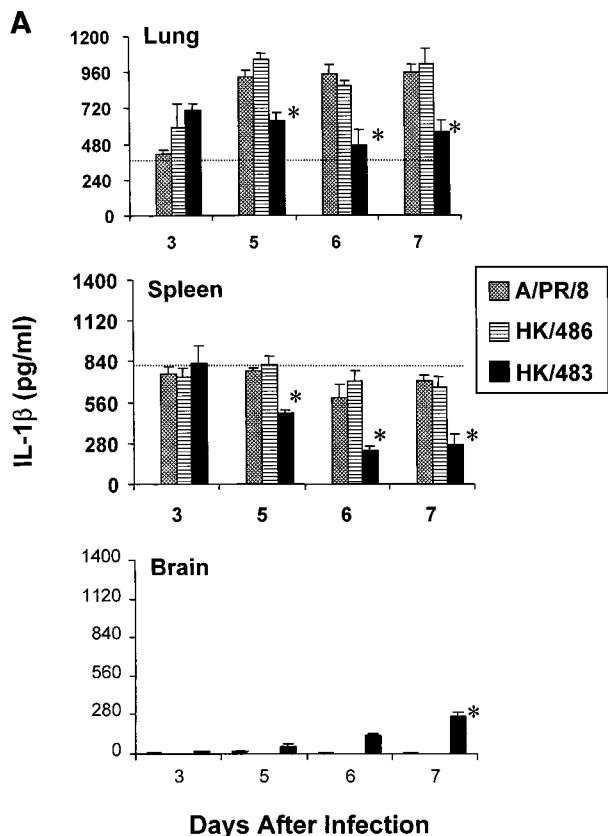 A
Lung
1200
960
720
480
240
0
3 5 6 7
*
*
*
IL-1β (pg/ml)
Spleen
1400
1120
840
560
280
0
3 5 6 7
*
*
*
A/PR/8
HK/486
HK/483
Brain
1400
1120
840
560
280
0
3 5 6 7
*
Days After Infection